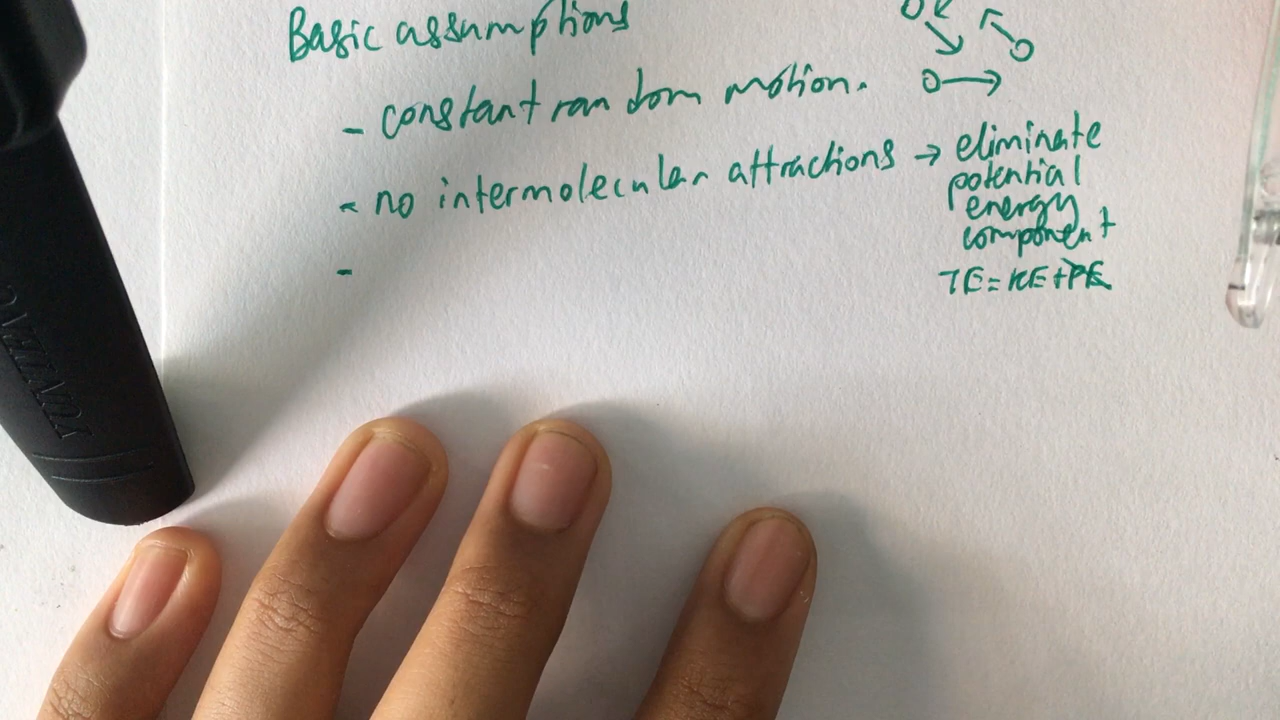 Basic assumptions
- constant random motion.
- no intermolecular attractions → eliminate
potential
energy
component
TE=KE+PE
-